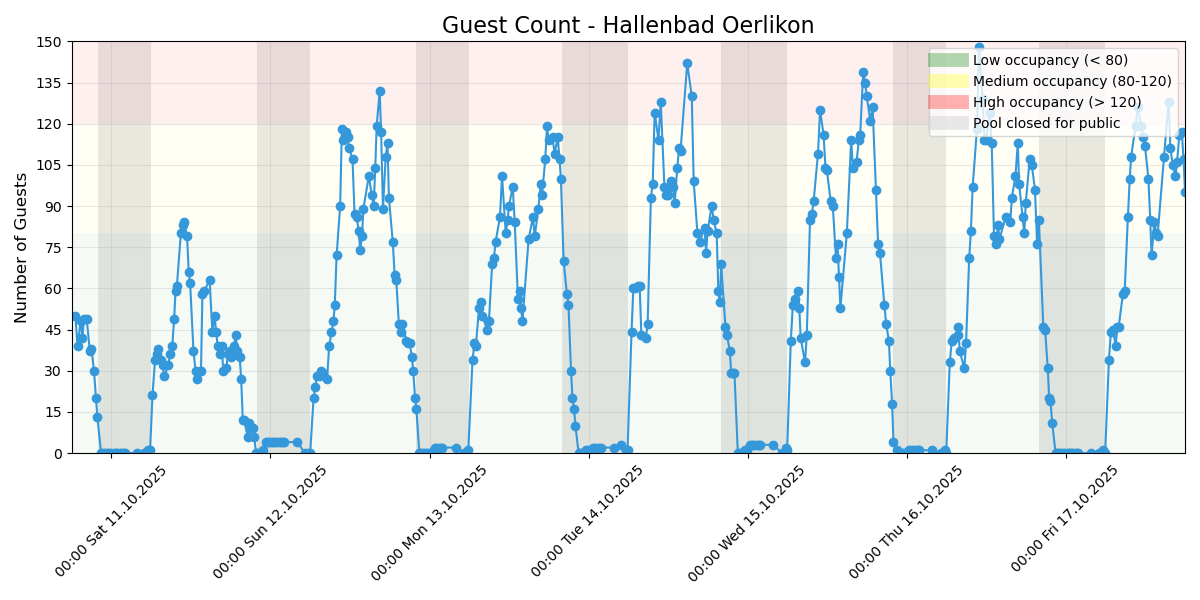 Guest Count - Hallenbad Oerlikon
Number of Guests
150
135
120
105
90
75
60
45
30
15
0
Low occupancy (< 80)
Medium occupancy (80-120)
High occupancy (> 120)
Pool closed for public
00:00 Sat 11.10.2025
00:00 Sun 12.10.2025
00:00 Mon 13.10.2025
00:00 Tue 14.10.2025
00:00 Wed 15.10.2025
00:00 Thu 16.10.2025
00:00 Fri 17.10.2025